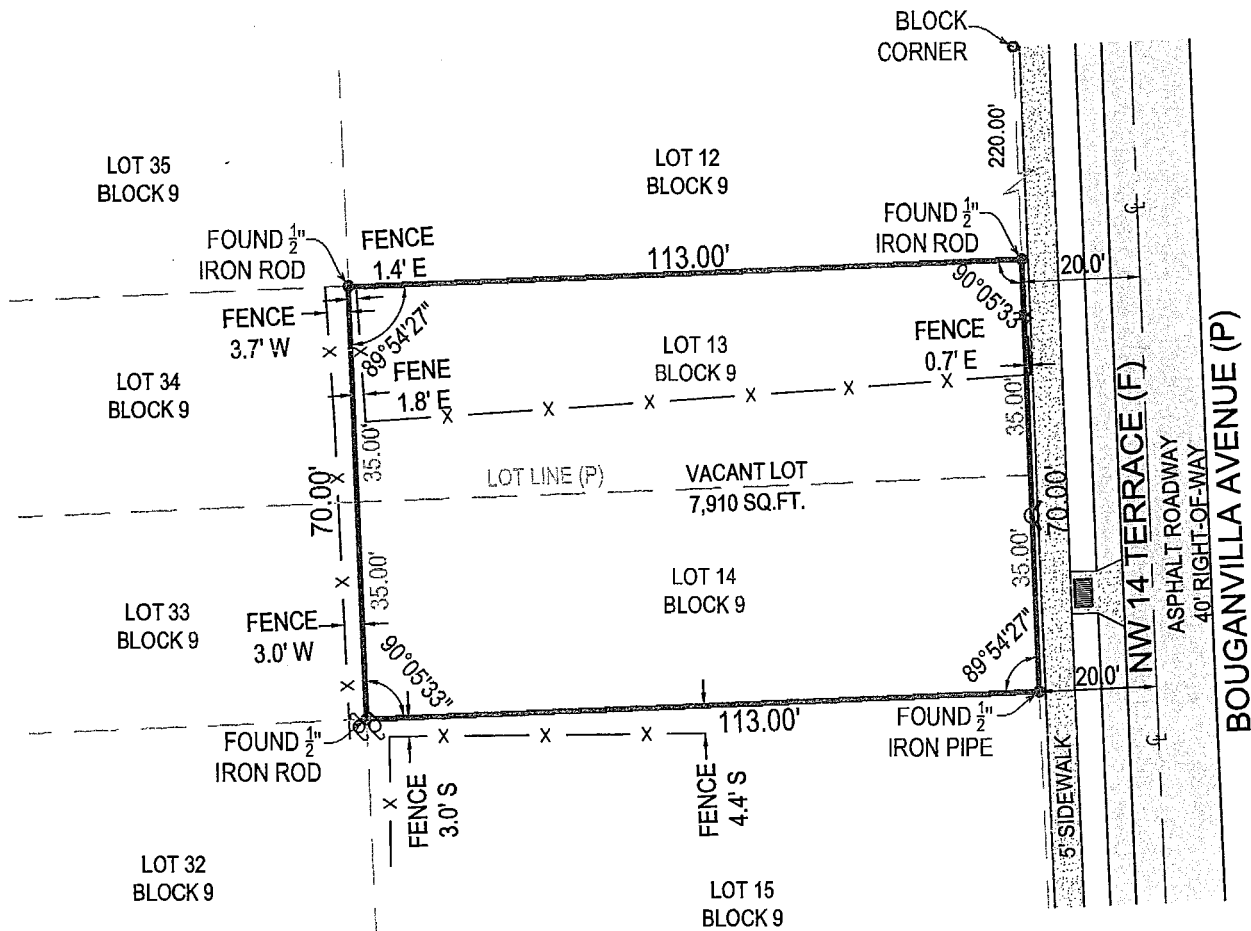 BLOCK
CORNER
220.00'
LOT 35
BLOCK 9
LOT 12
BLOCK 9
FOUND 1/2"
IRON ROD
FENCE
1.4' E
113.00'
FOUND 1/2"
IRON ROD
20.0'
90°05'33
FENCE
3.7' W
89°54'27"
FENE
1.8' E
LOT 13
BLOCK 9
FENCE
0.7' E
LOT 34
BLOCK 9
35.00'
35.00'
70.00'
LOT LINE (P)
VACANT LOT
7,910 SQ.FT.
70.00'
35.00'
35.00'
LOT 14
BLOCK 9
LOT 33
BLOCK 9
FENCE
3.0' W
90°05'33"
89°54'27"
20.0'
NW 14 TERRACE (F)
ASPHALT ROADWAY
40' RIGHT-OF-WAY
BOUGANVILLA AVENUE (P)
113.00'
FOUND 1/2"
IRON ROD
FOUND 1/2"
IRON PIPE
FENCE
3.0' S
FENCE
4.4' S
5' SIDEWALK
LOT 32
BLOCK 9
LOT 15
BLOCK 9